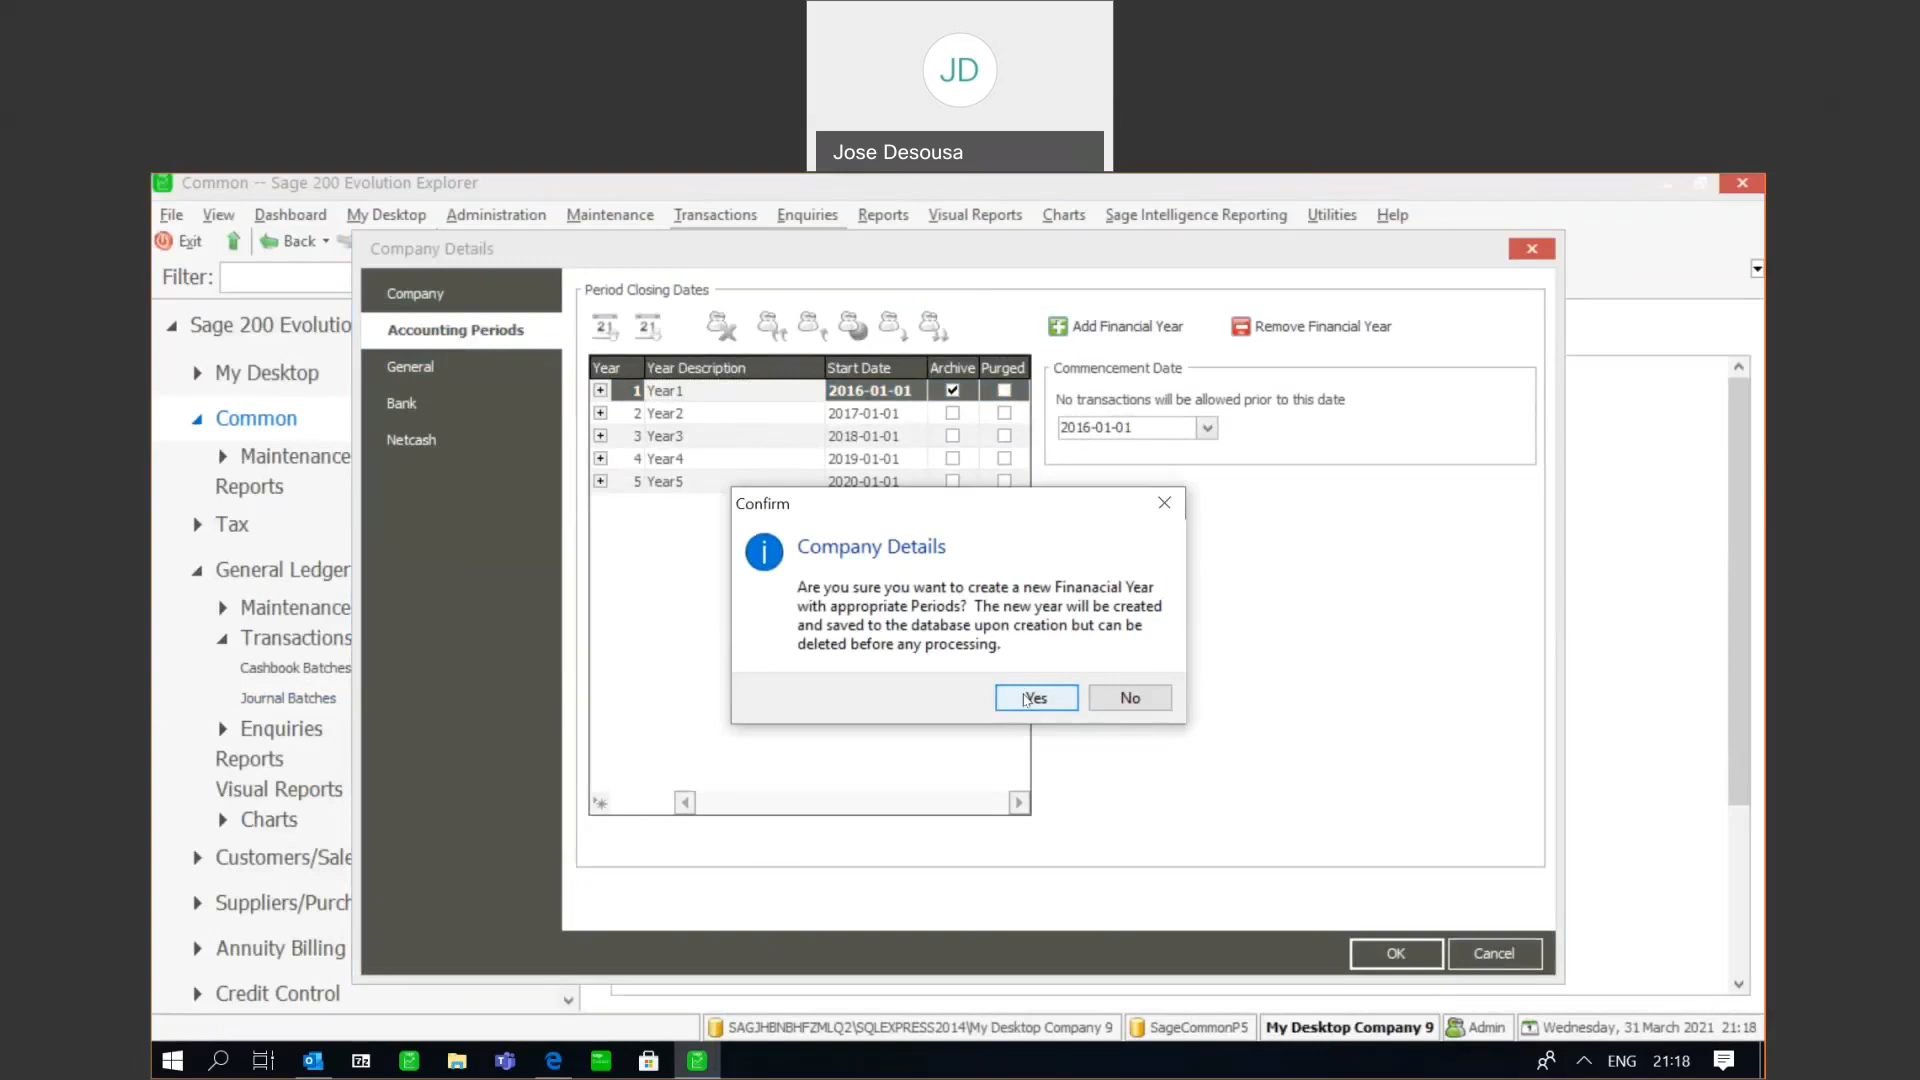 JD
Jose Desousa
Common -- Sage 200 Evolution Explorer
File View Dashboard My Desktop Administration Maintenance Transactions Enquiries Reports Visual Reports Charts Sage Intelligence Reporting Utilities Help
Exit Back
Filter:
Sage 200 Evolutio
My Desktop
Common
Maintenance
Reports
Tax
General Ledger
Maintenance
Transactions
Cashbook Batches
Journal Batches
Enquiries
Reports
Visual Reports
Charts
Customers/Sale
Suppliers/Purch
Annuity Billing
Credit Control
Company Details
Company
Accounting Periods
General
Bank
Netcash
Period Closing Dates
21 21
Add Financial Year Remove Financial Year
Year Year Description Start Date Archive Purged
1 Year1 2016-01-01
2 Year2 2017-01-01
3 Year3 2018-01-01
4 Year4 2019-01-01
5 Year5 2020-01-01
Commencement Date
No transactions will be allowed prior to this date
2016-01-01
Confirm
Company Details
Are you sure you want to create a new Finanacial Year
with appropriate Periods? The new year will be created
and saved to the database upon creation but can be
deleted before any processing.
Yes No
OK Cancel
SAGJHBNBHFZMLQ2\SQLEXPRESS2014\My Desktop Company 9 SageCommonP5 My Desktop Company 9 Admin Wednesday, 31 March 2021 21:18
ENG 21:18